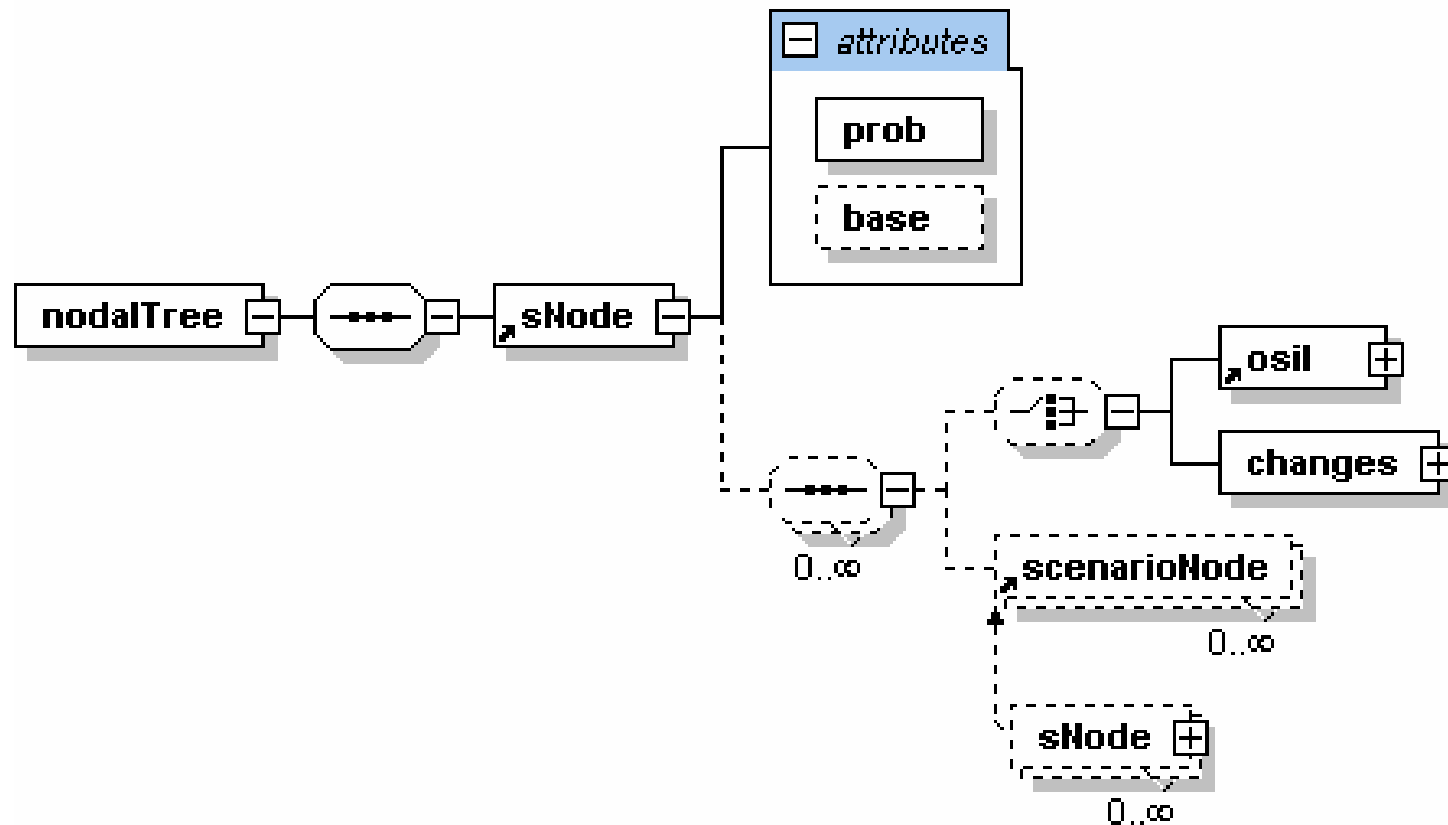 attributes
prob
base
nodalTree
sNode
osil
changes
0..∞
scenarioNode
0..∞
sNode
0..∞